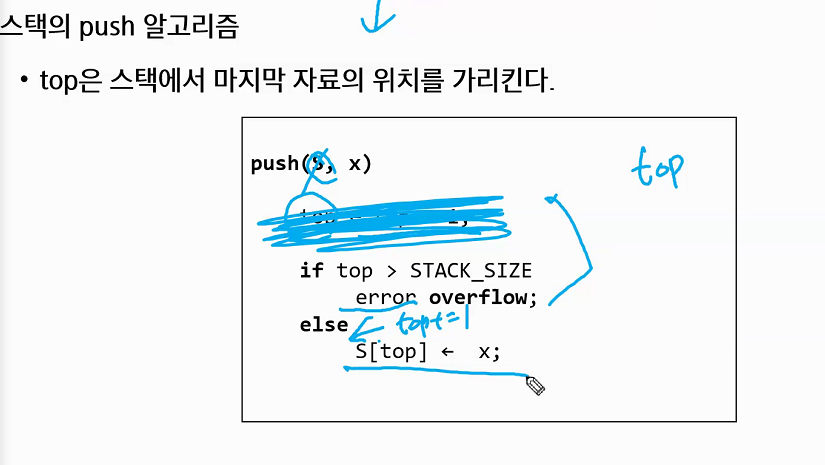 스택의 push 알고리즘
• top은 스택에서 마지막 자료의 위치를 가리킨다.
push(S, x)
top
top
if top > STACK_SIZE
error overflow;
else
top+=1
S[top] ← x;